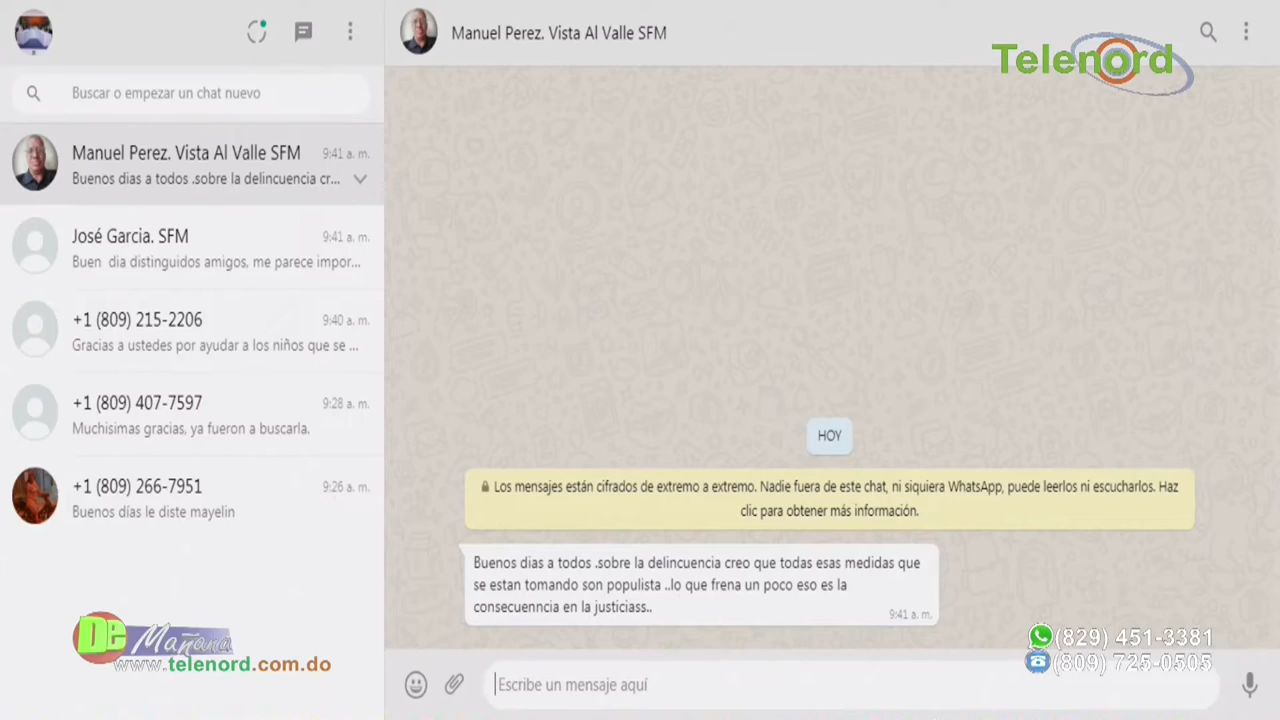 Manuel Perez. Vista Al Valle SFM
Telenord
Buscar o empezar un chat nuevo
Manuel Perez. Vista Al Valle SFM 9:41 a. m.
Buenos dias a todos .sobre la delincuencia cr...
José Garcia. SFM 9:41 a. m.
Buen dia distinguidos amigos, me parece impor...
+1 (809) 215-2206 9:40 a. m.
Gracias a ustedes por ayudar a los niños que se ...
+1 (809) 407-7597 9:28 a. m.
Muchisimas gracias, ya fueron a buscarla.
+1 (809) 266-7951 9:26 a. m.
Buenos días le diste mayelin
HOY
Los mensajes están cifrados de extremo a extremo. Nadie fuera de este chat, ni siquiera WhatsApp, puede leerlos ni escucharlos. Haz
clic para obtener más información.
Buenos dias a todos .sobre la delincuencia creo que todas esas medidas que
se estan tomando son populista ..lo que frena un poco eso es la
consecuenncia en la justiciass..
9:41 a. m.
De Mañana
www.telenord.com.do
(829) 451-3381
(809) 725-0505
Escribe un mensaje aquí